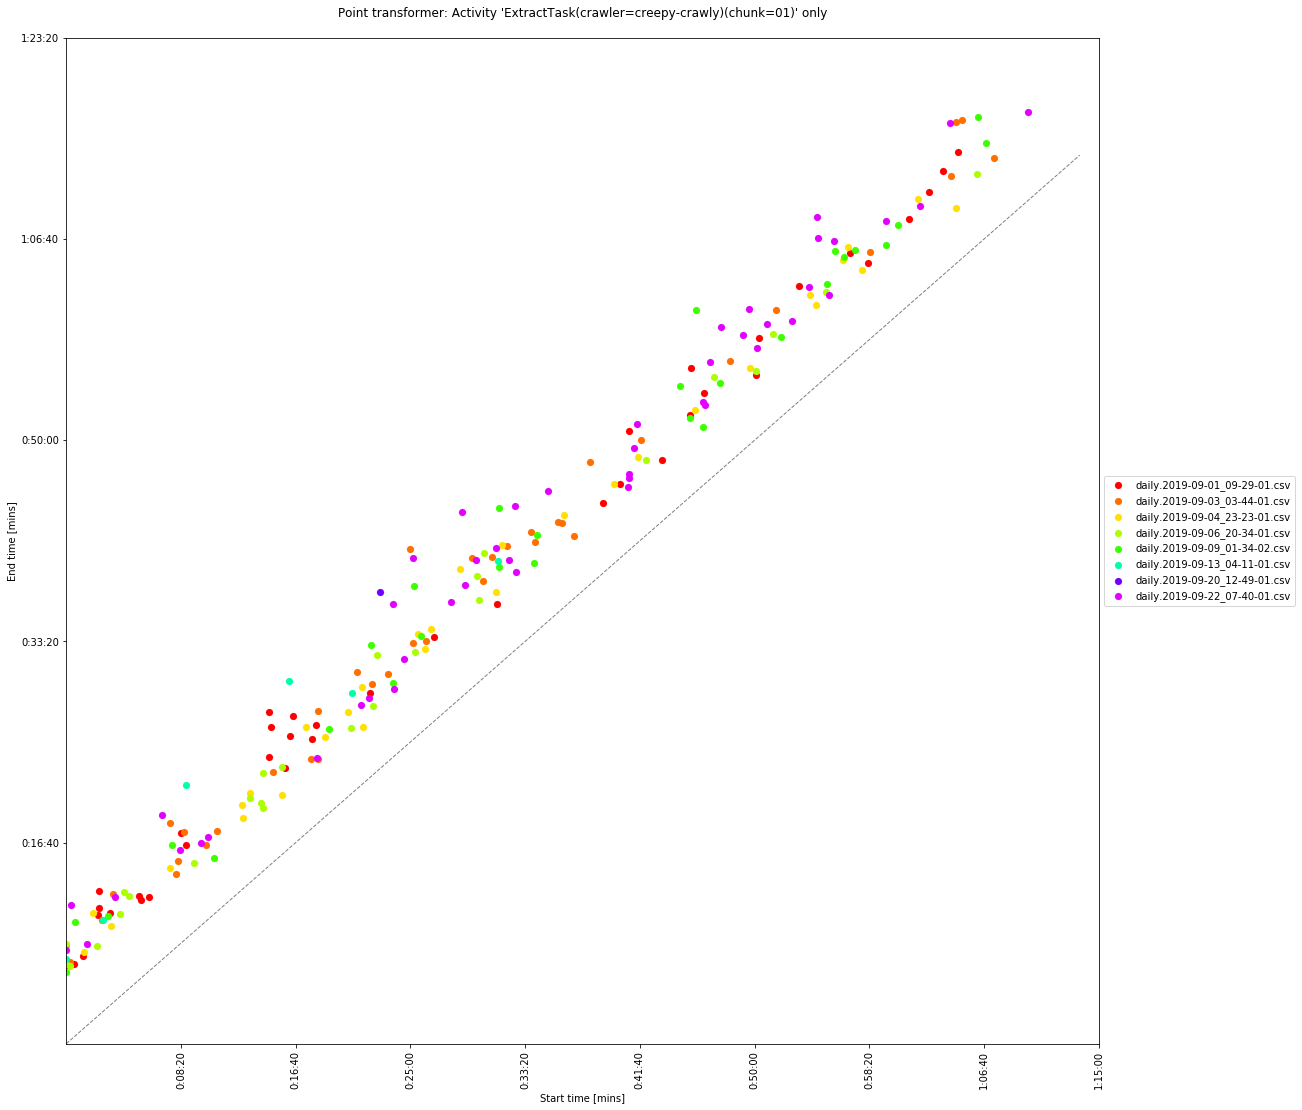 Point transformer: Activity 'ExtractTask(crawler=creepy-crawly)(chunk=01)' only
1:23:20
1:06:40
0:50:00
0:33:20
0:16:40
End time [mins]
0:08:20
0:16:40
0:25:00
0:33:20
0:41:40
0:50:00
0:58:20
1:06:40
1:15:00
Start time [mins]
daily.2019-09-01_09-29-01.csv
daily.2019-09-03_03-44-01.csv
daily.2019-09-04_23-23-01.csv
daily.2019-09-06_20-34-01.csv
daily.2019-09-09_01-34-02.csv
daily.2019-09-13_04-11-01.csv
daily.2019-09-20_12-49-01.csv
daily.2019-09-22_07-40-01.csv